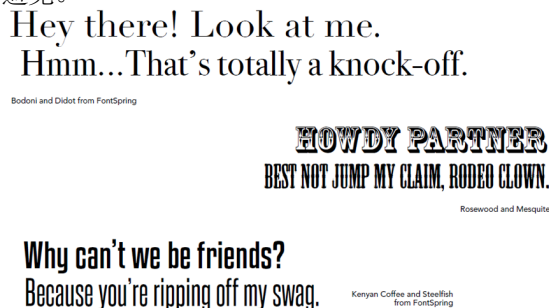 Hey there! Look at me.
Hmm...That's totally a knock-off.
Bodoni and Didot from FontSpring
HOWDY PARTNER
BEST NOT JUMP MY CLAIM, RODEO CLOWN.
Rosewood and Mesquite
Why can't we be friends?
Because you're ripping off my swag.
Kenyan Coffee and Steelfish
from FontSpring